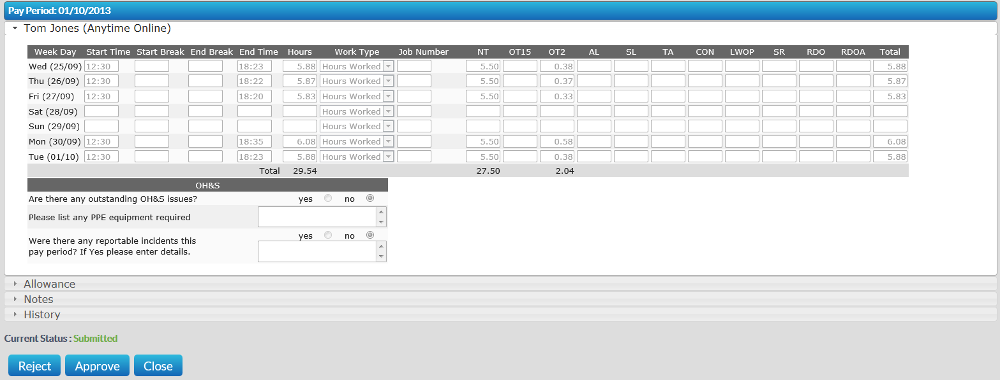 Pay Period: 01/10/2013
Tom Jones (Anytime Online)
Week Day Start Time Start Break End Break End Time Hours Work Type Job Number NT OT15 OT2 AL SL TA CON LWOP SR RDO RDOA Total
Wed (25/09) 12:30 18:23 5.88 Hours Worked 5.50 0.38 5.88
Thu (26/09) 12:30 18:22 5.87 Hours Worked 5.50 0.37 5.87
Fri (27/09) 12:30 18:20 5.83 Hours Worked 5.50 0.33 5.83
Sat (28/09) Hours Worked
Sun (29/09) Hours Worked
Mon (30/09) 12:30 18:35 6.08 Hours Worked 5.50 0.58 6.08
Tue (01/10) 12:30 18:23 5.88 Hours Worked 5.50 0.38 5.88
Total 29.54 27.50 2.04
OH&S
Are there any outstanding OH&S issues? yes no
Please list any PPE equipment required
yes no
Were there any reportable incidents this
pay period? If Yes please enter details.
Allowance
Notes
History
Current Status : Submitted
Reject Approve Close